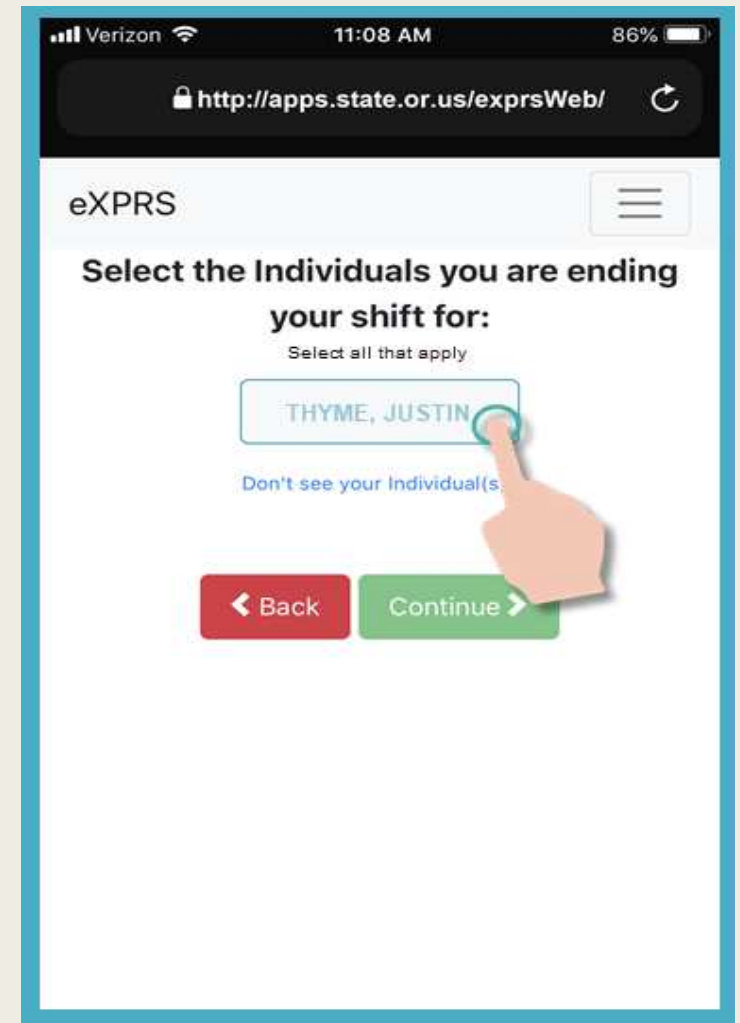 Verizon 11:08 AM 86%
http://apps.state.or.us/exprsWeb/
eXPRS
Select the Individuals you are ending
your shift for:
Select all that apply
THYME, JUSTIN
Don't see your Individual(s
Back Continue